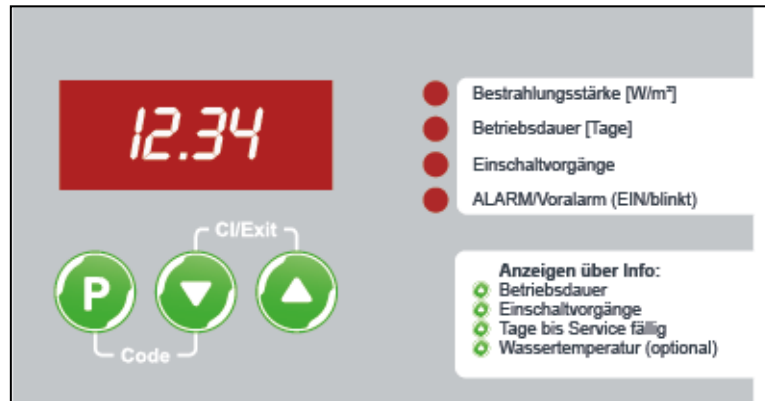 12.34
Bestrahlungsstärke [W/m²]
Betriebsdauer [Tage]
Einschaltvorgänge
ALARM/Voralarm (EIN/blinkt)
Cl/Exit
P
Code
Anzeigen über Info:
Betriebsdauer
Einschaltvorgänge
Tage bis Service fällig
Wassertemperatur (optional)